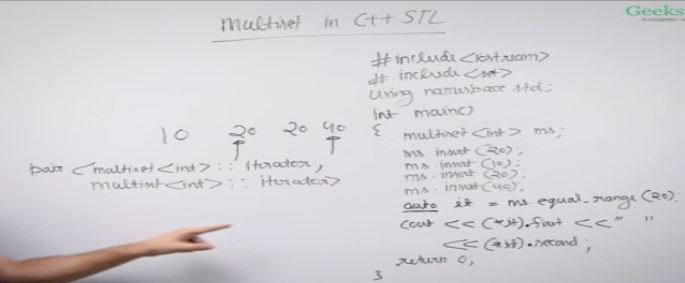 multiset in C++ STL
Geeks
#include <iostream>
# include <set>
using namespace std;
int main()
{ multiset <int> ms;
ms.insert (20);
ms.insert (10);
ms.insert (20);
ms.insert (40);
auto it = ms.equal_range (20);
cout << (*it).first << " "
<< (*it).second ;
return 0;
}
10 20 20 40
pair <multiset<int> :: iterator,
multiset<int> :: iterator>